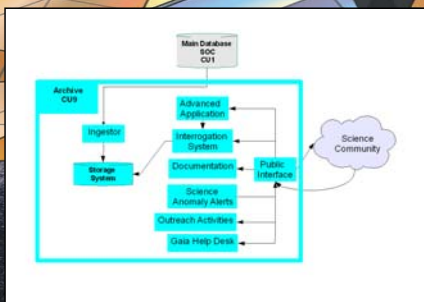 Main Database
SOC
CU1
Archive
CU9
Advanced
Application
Ingestor
Interrogation
System
Science
Community
Storage
System
Documentation
Public
Interface
Science
Anomaly Alerts
Outreach Activities
Gaia Help Desk